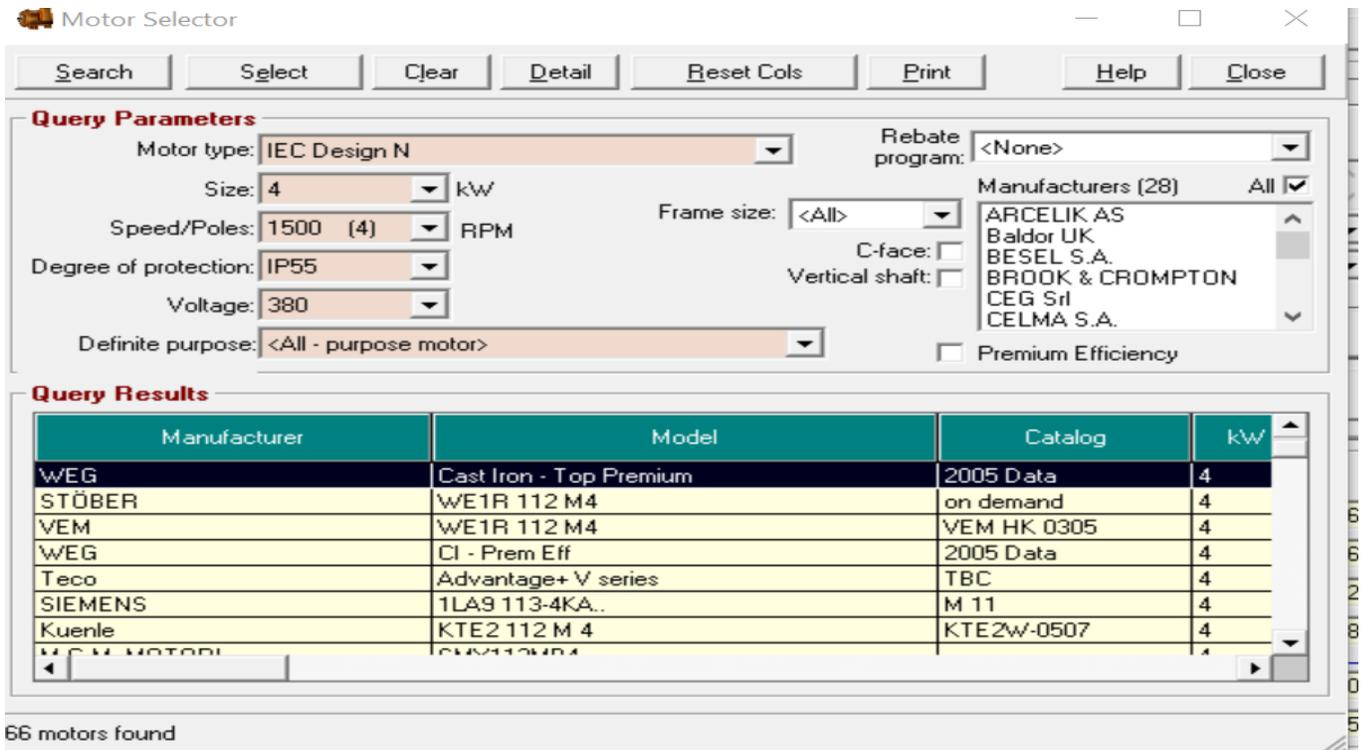 Motor Selector
Search Select Clear Detail Reset Cols Print Help Close
Query Parameters
Motor type: IEC Design N
Rebate program: <None>
Size: 4 kW
Manufacturers (28) All
Speed/Poles: 1500 (4) RPM
Frame size: <All>
ARCELIK AS
Baldor UK
BESEL S.A.
BROOK & CROMPTON
CEG Srl
CELMA S.A.
C-face:
Degree of protection: IP55
Vertical shaft:
Voltage: 380
Definite purpose: <All - purpose motor>
Premium Efficiency
Query Results
Manufacturer Model Catalog kW
WEG Cast Iron - Top Premium 2005 Data 4
STÖBER WE1R 112 M4 on demand 4
VEM WE1R 112 M4 VEM HK 0305 4
WEG CI - Prem Eff 2005 Data 4
Teco Advantage+ V series TBC 4
SIEMENS 1LA9 113-4KA.. M 11 4
Kuenle KTE2 112 M 4 KTE2W-0507 4
66 motors found